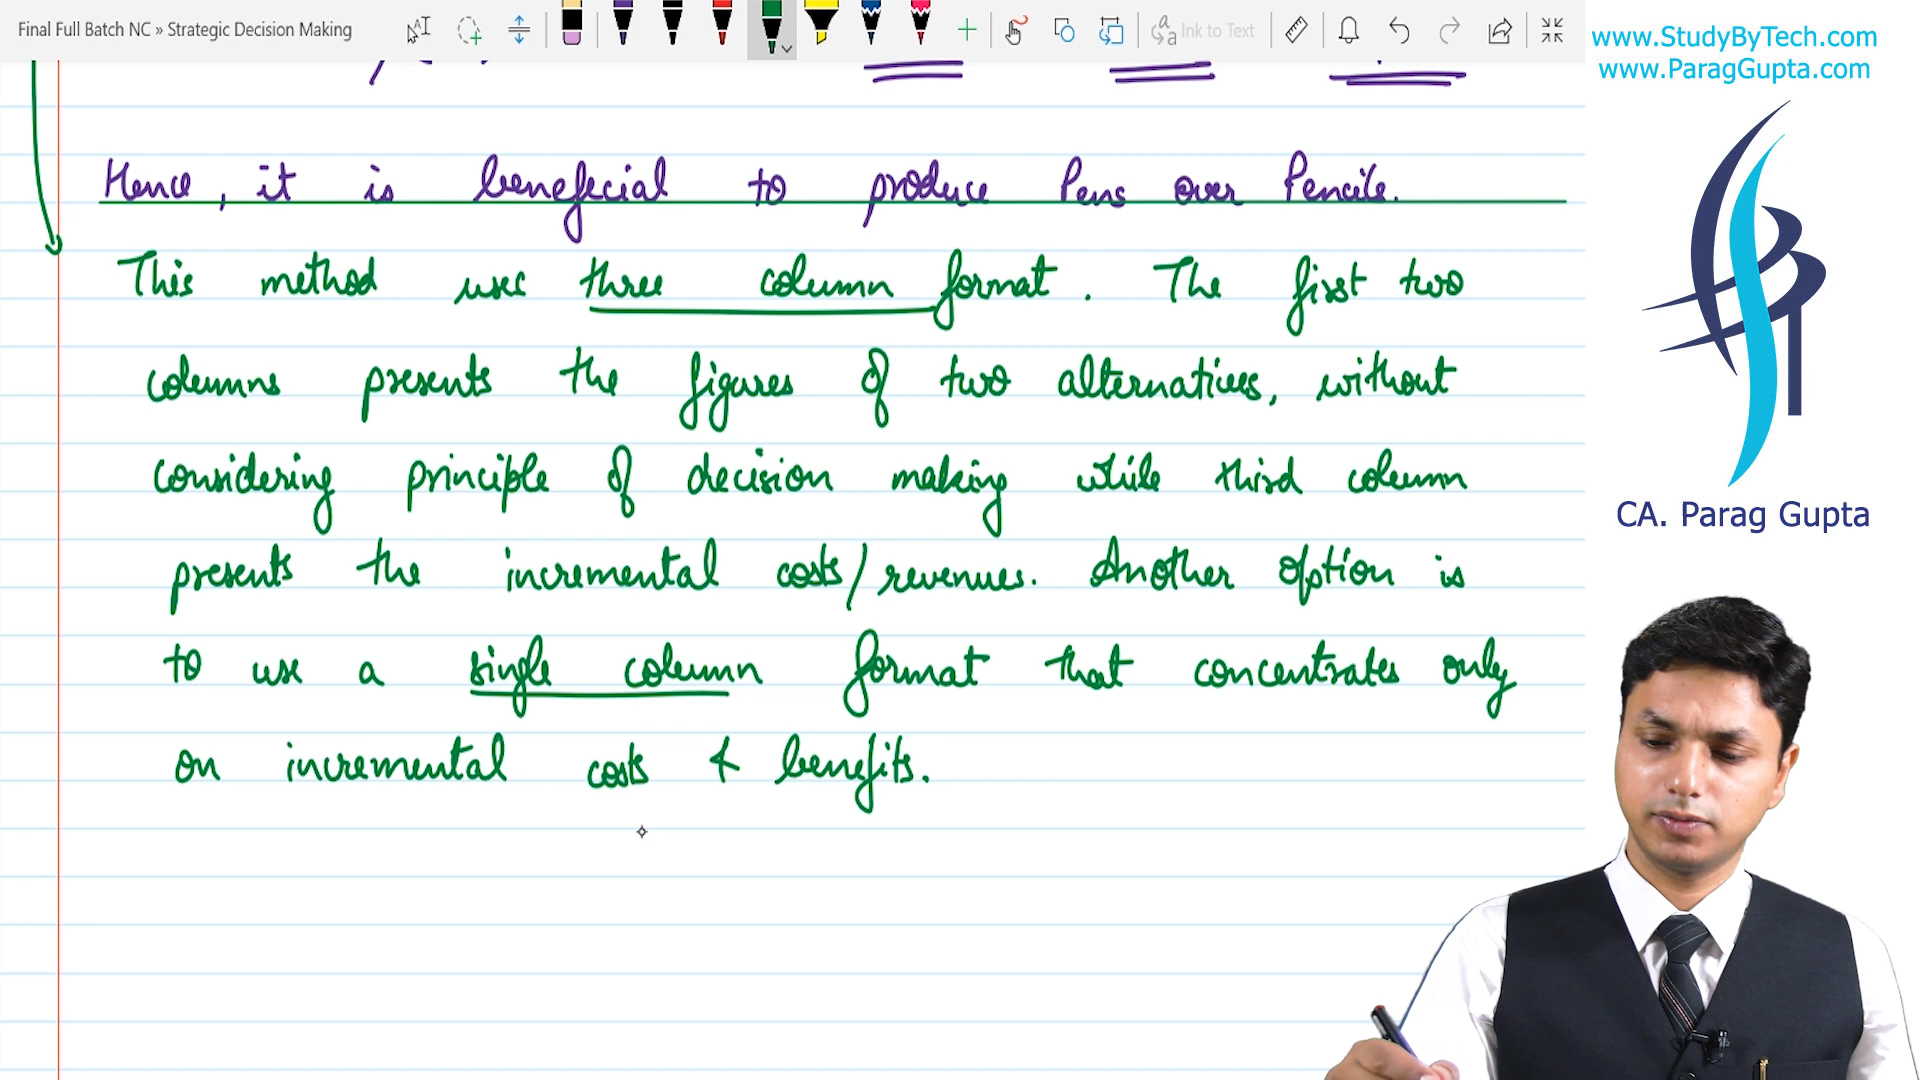 Final Full Batch NC » Strategic Decision Making
Ink to Text
www.StudyByTech.com
www.ParagGupta.com
Hence, it is benefecial to produce Pens over Pencils.
This method uses three column format. The first two
columns presents the figures of two alternatives, without
considering principle of decision making while third column
presents the incremental costs/revenues. Another option is
to use a single column format that concentrates only
on incremental costs & benefits.
CA. Parag Gupta